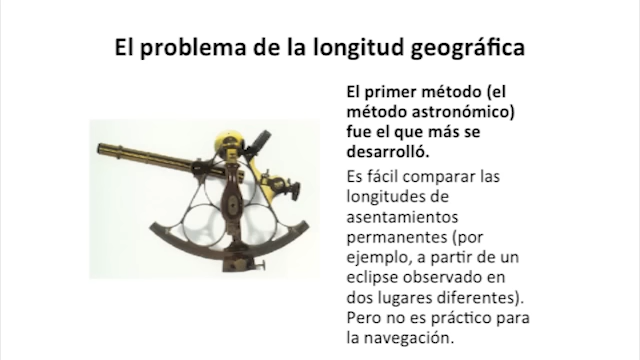 El problema de la longitud geográfica
El primer método (el
método astronómico)
fue el que más se
desarrolló.
Es fácil comparar las
longitudes de
asentamientos
permanentes (por
ejemplo, a partir de un
eclipse observado en
dos lugares diferentes).
Pero no es práctico para
la navegación.